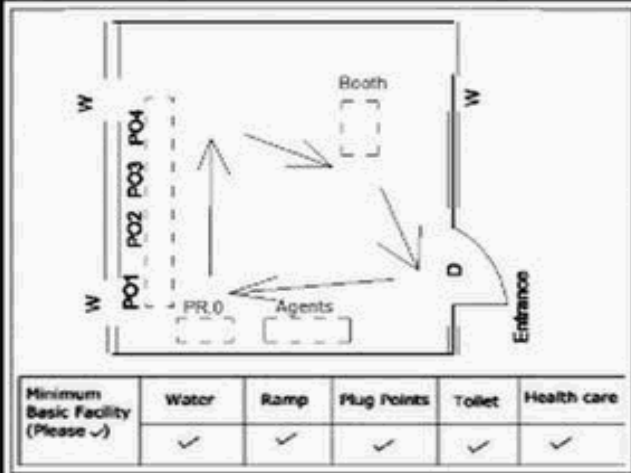 Booth
W
W
PO4
PO3
PO2
PO1
W
D
Entrance
PR.0
Agents
Minimum Basic Facility (Please ✓)
Water
Ramp
Plug Points
Toilet
Health care
✓ ✓ ✓ ✓ ✓